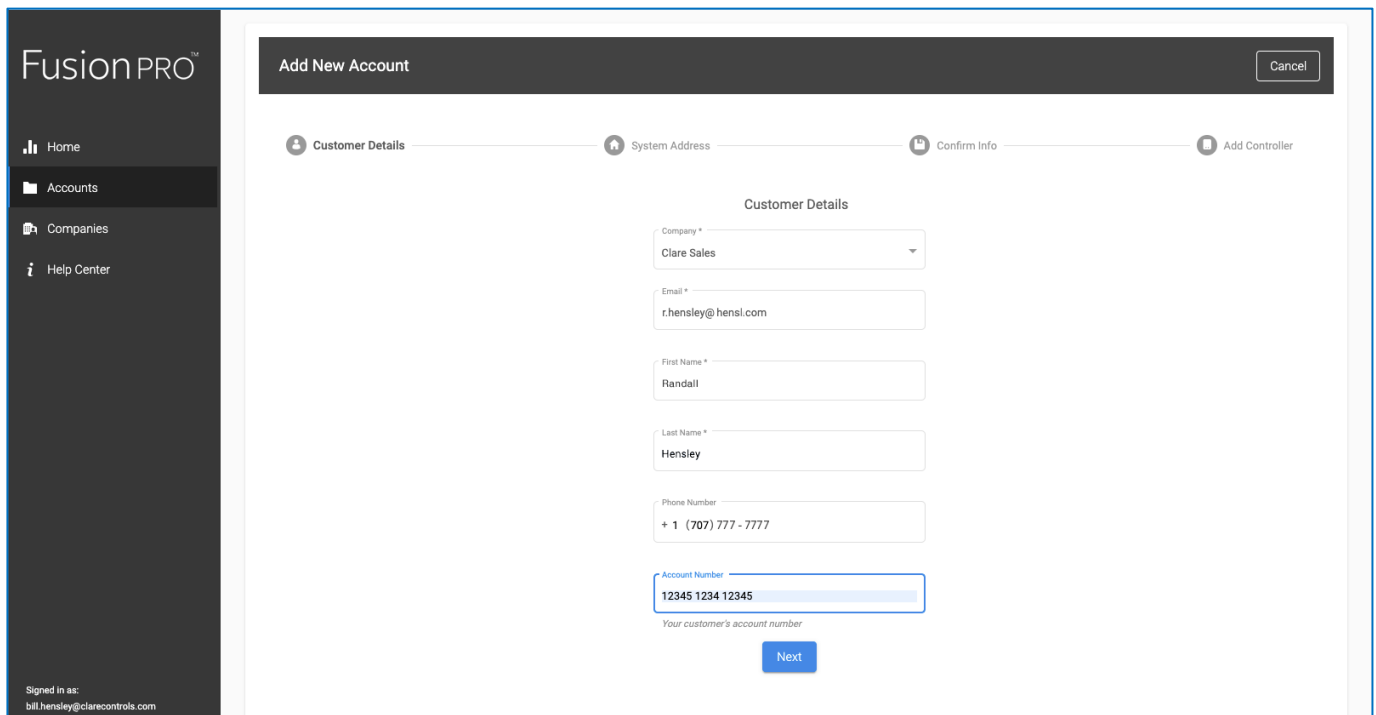 Fusion PRO™
Home
Accounts
Companies
Help Center
Signed in as:
bill.hensley@clarecontrols.com
Add New Account
Cancel
Customer Details
System Address
Confirm Info
Add Controller
Customer Details
Company *
Clare Sales
Email *
r.hensley@hensl.com
First Name *
Randall
Last Name *
Hensley
Phone Number
+ 1 (707) 777 - 7777
Account Number
12345 1234 12345
Your customer's account number
Next